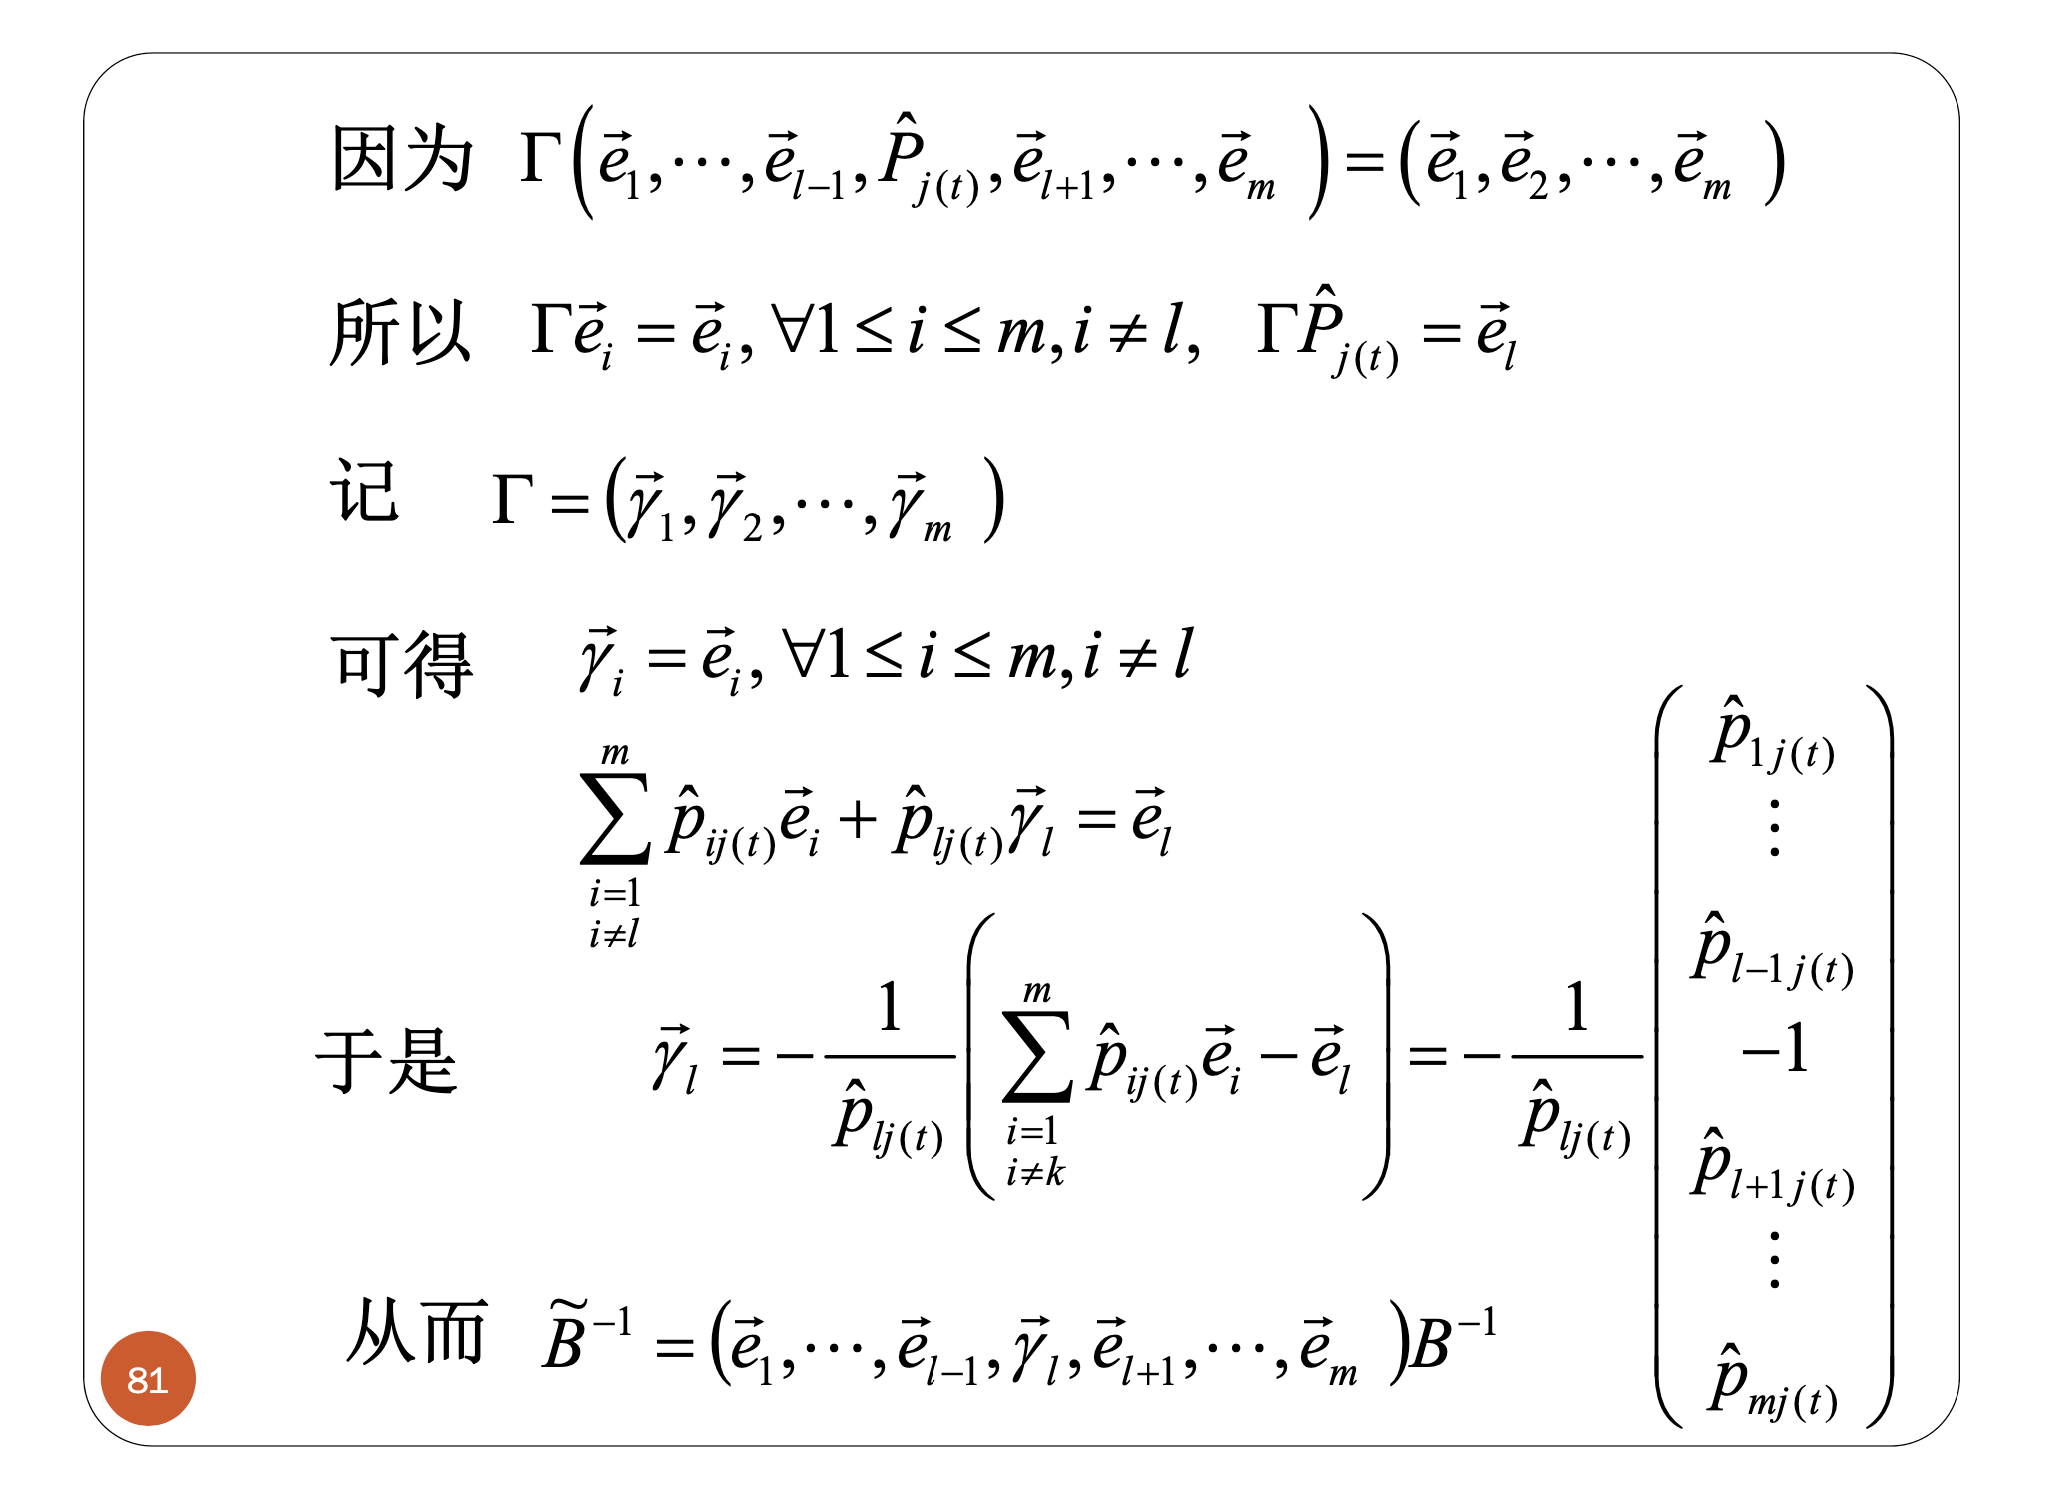 因为 $\Gamma\left(\vec{e}_1,\cdots,\vec{e}_{l-1},\hat{P}_{j(t)},\vec{e}_{l+1},\cdots,\vec{e}_m\right)=\left(\vec{e}_1,\vec{e}_2,\cdots,\vec{e}_m\right)$
所以 $\Gamma\vec{e}_i=\vec{e}_i,\forall 1\le i\le m,i\ne l,\quad \Gamma\hat{P}_{j(t)}=\vec{e}_l$
记 $\Gamma=\left(\vec{\gamma}_1,\vec{\gamma}_2,\cdots,\vec{\gamma}_m\right)$
可得 $\vec{\gamma}_i=\vec{e}_i,\forall 1\le i\le m,i\ne l$
$\sum_{\substack{i=1\\i\ne l}}^{m}\hat{p}_{ij(t)}\vec{e}_i+\hat{p}_{lj(t)}\vec{\gamma}_l=\vec{e}_l$
于是 $\vec{\gamma}_l=-\frac{1}{\hat{p}_{lj(t)}}\left(\sum_{\substack{i=1\\i\ne k}}^{m}\hat{p}_{ij(t)}\vec{e}_i-\vec{e}_l\right)=-\frac{1}{\hat{p}_{lj(t)}}\begin{pmatrix}\hat{p}_{1j(t)}\\\vdots\\\hat{p}_{l-1j(t)}\\-1\\\hat{p}_{l+1j(t)}\\\vdots\\\hat{p}_{mj(t)}\end{pmatrix}$
从而 $\widetilde{B}^{-1}=\left(\vec{e}_1,\cdots,\vec{e}_{l-1},\vec{\gamma}_l,\vec{e}_{l+1},\cdots,\vec{e}_m\right)B^{-1}$
81